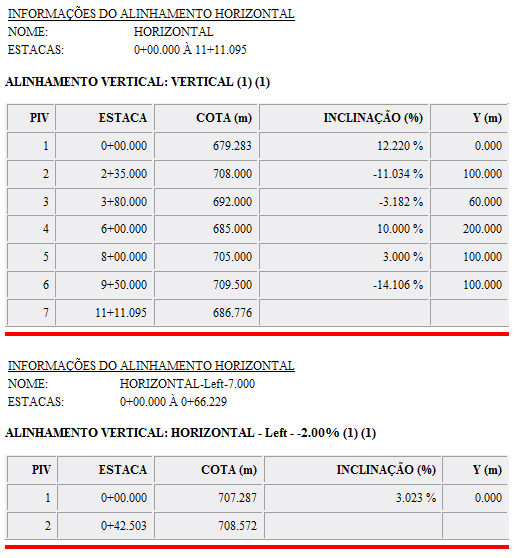 INFORMAÇÕES DO ALINHAMENTO HORIZONTAL
NOME: HORIZONTAL
ESTACAS: 0+00.000 À 11+11.095
ALINHAMENTO VERTICAL: VERTICAL (1) (1)
PIV ESTACA COTA (m) INCLINAÇÃO (%) Y (m)
1 0+00.000 679.283 12.220 % 0.000
2 2+35.000 708.000 -11.034 % 100.000
3 3+80.000 692.000 -3.182 % 60.000
4 6+00.000 685.000 10.000 % 200.000
5 8+00.000 705.000 3.000 % 100.000
6 9+50.000 709.500 -14.106 % 100.000
7 11+11.095 686.776
INFORMAÇÕES DO ALINHAMENTO HORIZONTAL
NOME: HORIZONTAL-Left-7.000
ESTACAS: 0+00.000 À 0+66.229
ALINHAMENTO VERTICAL: HORIZONTAL - Left - -2.00% (1) (1)
PIV ESTACA COTA (m) INCLINAÇÃO (%) Y (m)
1 0+00.000 707.287 3.023 % 0.000
2 0+42.503 708.572